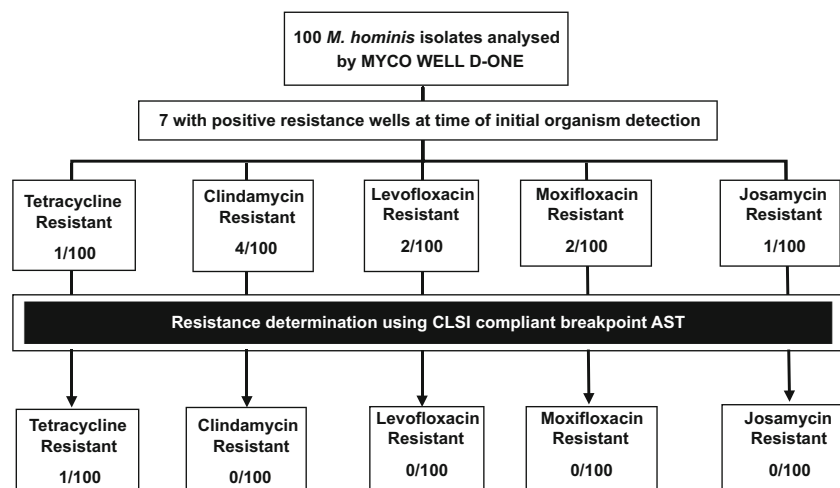 100 M. hominis isolates analysed
by MYCO WELL D-ONE
7 with positive resistance wells at time of initial organism detection
Tetracycline
Resistant
1/100
Clindamycin
Resistant
4/100
Levofloxacin
Resistant
2/100
Moxifloxacin
Resistant
2/100
Josamycin
Resistant
1/100
Resistance determination using CLSI compliant breakpoint AST
Tetracycline
Resistant
1/100
Clindamycin
Resistant
0/100
Levofloxacin
Resistant
0/100
Moxifloxacin
Resistant
0/100
Josamycin
Resistant
0/100